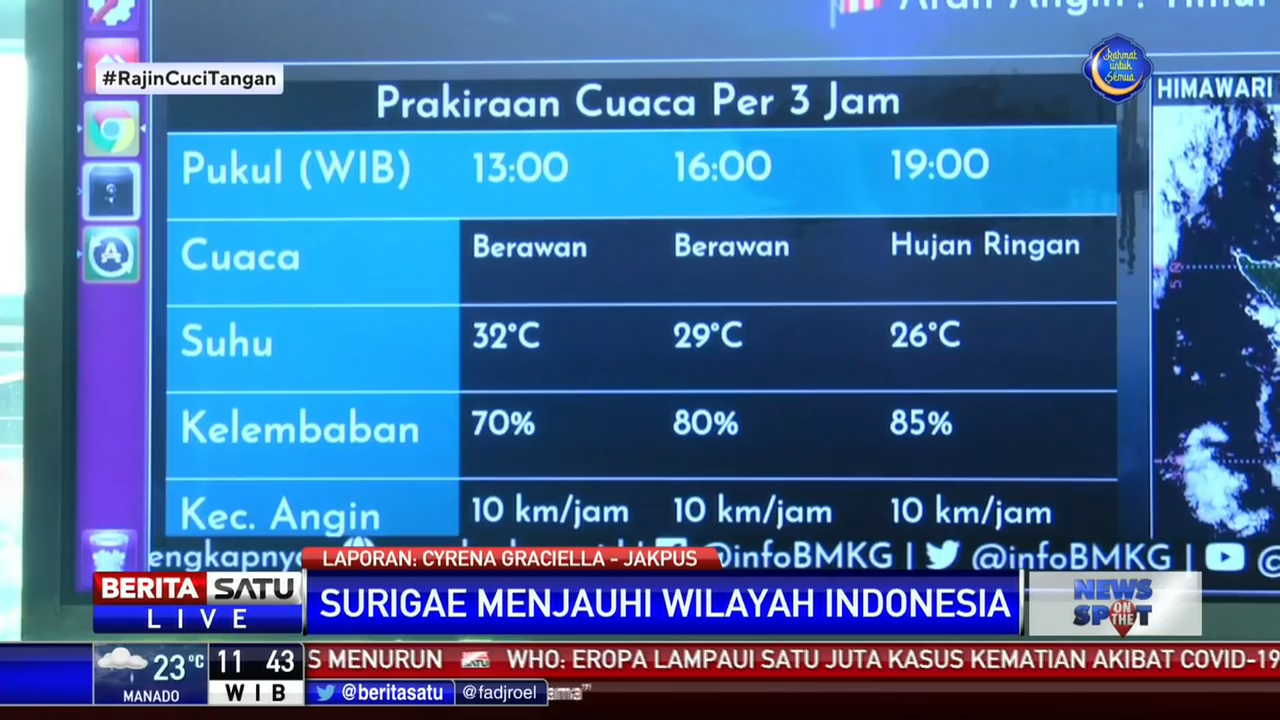 Arah Angin : Timur
#RajinCuciTangan
Rahmat
untuk
Semua
HIMAWARI
Prakiraan Cuaca Per 3 Jam
Pukul (WIB) 13:00 16:00 19:00
Cuaca Berawan Berawan Hujan Ringan
Suhu 32°C 29°C 26°C
Kelembaban 70% 80% 85%
Kec. Angin 10 km/jam 10 km/jam 10 km/jam
5 N
engkapnya @infoBMKG | @infoBMKG | @
LAPORAN: CYRENA GRACIELLA - JAKPUS
BERITA SATU
LIVE
SURIGAE MENJAUHI WILAYAH INDONESIA
NEWS
ON THE
SPOT
23°C
MANADO
11 43
WIB
S MENURUN SATU WHO: EROPA LAMPAUI SATU JUTA KASUS KEMATIAN AKIBAT COVID-19
@beritasatu @fadjroel ama"